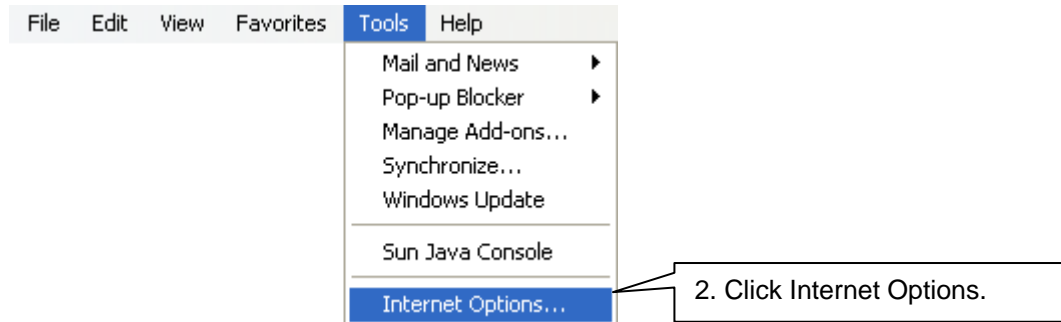 File Edit View Favorites Tools Help
Mail and News
Pop-up Blocker
Manage Add-ons...
Synchronize...
Windows Update
Sun Java Console
Internet Options...
2. Click Internet Options.